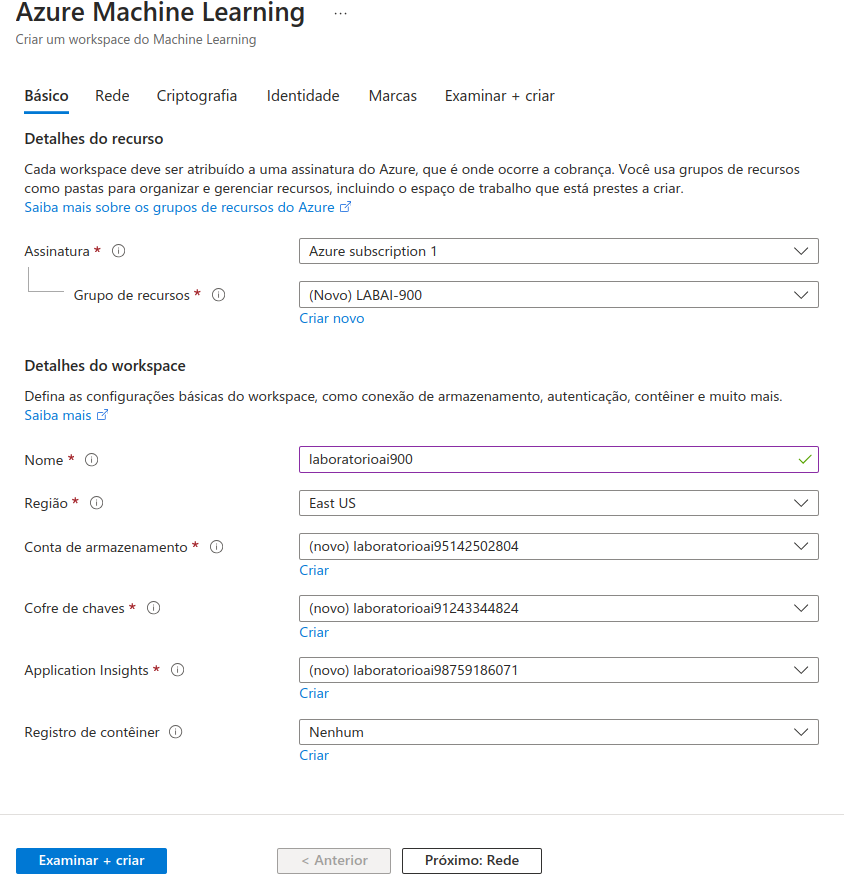 Azure Machine Learning ...
Criar um workspace do Machine Learning
Básico Rede Criptografia Identidade Marcas Examinar + criar
Detalhes do recurso
Cada workspace deve ser atribuído a uma assinatura do Azure, que é onde ocorre a cobrança. Você usa grupos de recursos
como pastas para organizar e gerenciar recursos, incluindo o espaço de trabalho que está prestes a criar.
Saiba mais sobre os grupos de recursos do Azure
Assinatura * Azure subscription 1
Grupo de recursos * (Novo) LABAI-900
Criar novo
Detalhes do workspace
Defina as configurações básicas do workspace, como conexão de armazenamento, autenticação, contêiner e muito mais.
Saiba mais
Nome * laboratorioai900
Região * East US
Conta de armazenamento * (novo) laboratorioai95142502804
Criar
Cofre de chaves * (novo) laboratorioai91243344824
Criar
Application Insights * (novo) laboratorioai98759186071
Criar
Registro de contêiner Nenhum
Criar
Examinar + criar < Anterior Próximo: Rede